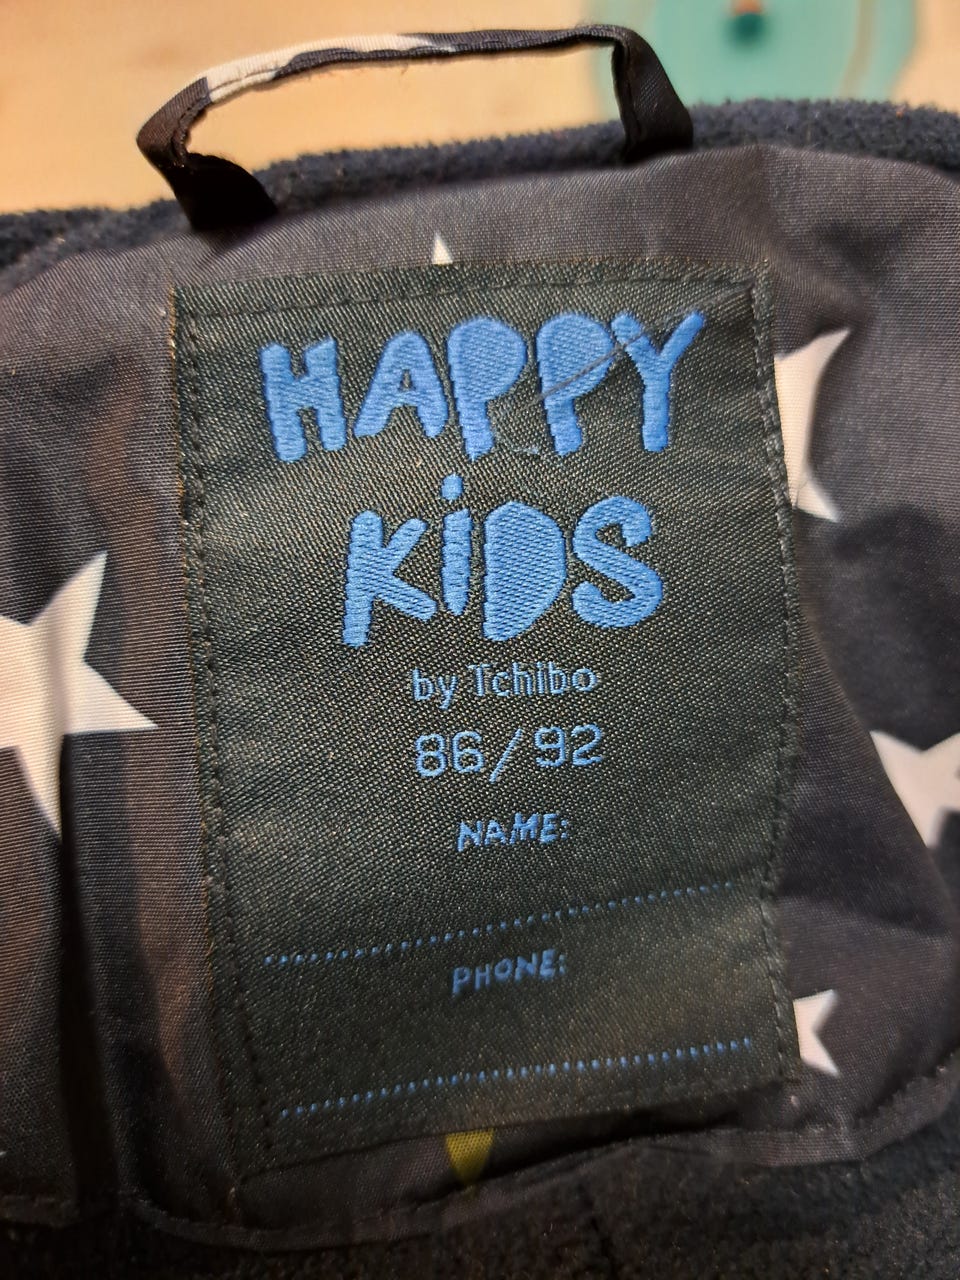 HAPPY
KiDS
by Tchibo
86/92
NAME:
PHONE: